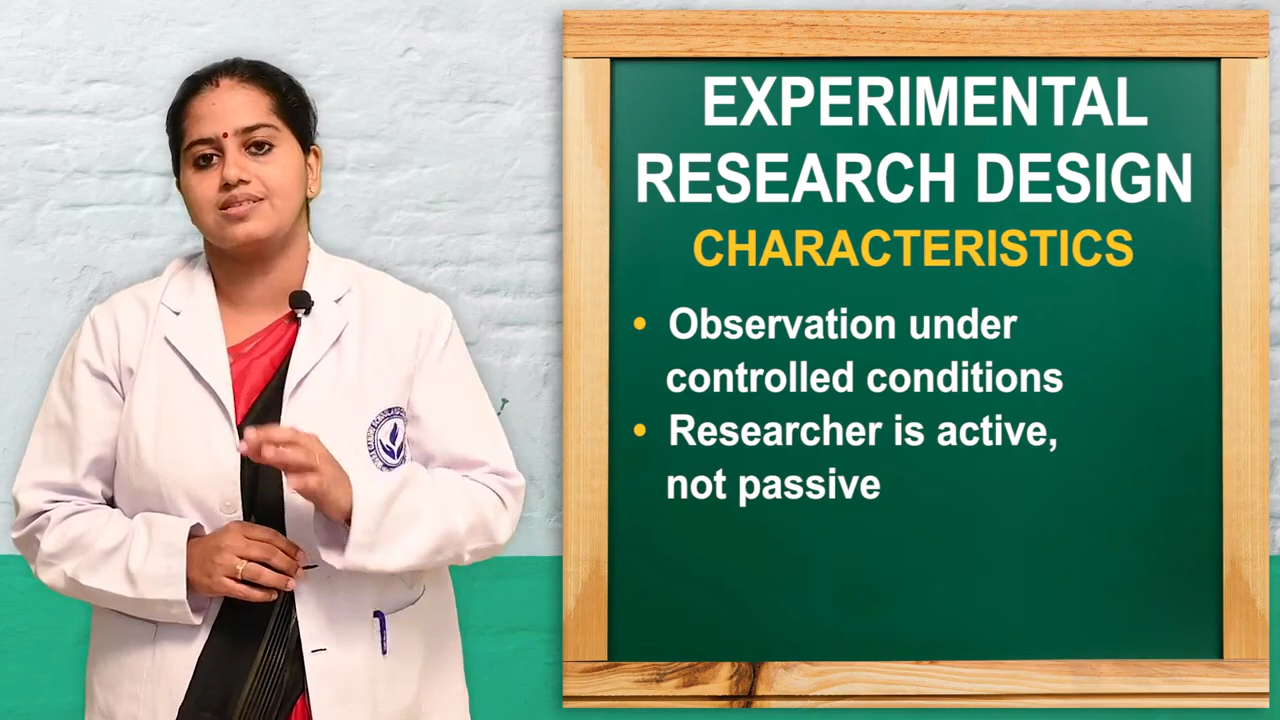 EXPERIMENTAL
RESEARCH DESIGN
CHARACTERISTICS
• Observation under
controlled conditions
• Researcher is active,
not passive